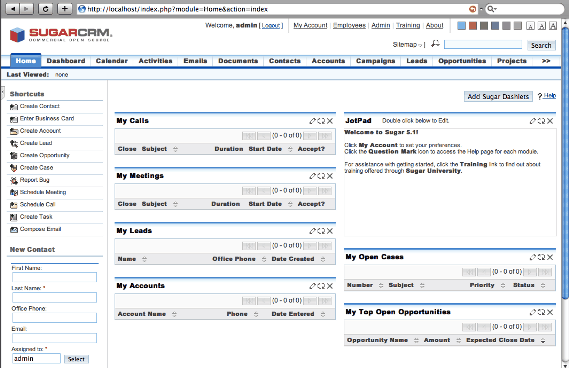 http://localhost/index.php?module=Home&action=index
Q
SUGARCRM.
COMMERCIAL OPEN SOURCE
Welcome, admin [ Logout ] My Account | Employees | Admin | Training | About
A A A
Sitemap Search
Home Dashboard Calendar Activities Emails Documents Contacts Accounts Campaigns Leads Opportunities Projects >>
Last Viewed: none
Shortcuts
Create Contact
Enter Business Card
Create Account
Create Lead
Create Opportunity
Create Case
Report Bug
Schedule Meeting
Schedule Call
Create Task
Compose Email
New Contact
First Name:
Last Name: *
Office Phone:
Email:
Assigned to: *
admin Select
Add Sugar Dashlets ? Help
My Calls
(0 - 0 of 0)
Close Subject Duration Start Date Accept?
My Meetings
(0 - 0 of 0)
Close Subject Duration Start Date Accept?
My Leads
(0 - 0 of 0)
Name Office Phone Date Created
My Accounts
(0 - 0 of 0)
Account Name Phone Date Entered
JotPad Double click below to Edit.
Welcome to Sugar 5.1!
Click My Account to set your preferences.
Click the Question Mark icon to access the Help page for each module.
For assistance with getting started, click the Training link to find out
about training offered through Sugar University.
My Open Cases
(0 - 0 of 0)
Number Subject Priority Status
My Top Open Opportunities
(0 - 0 of 0)
Opportunity Name Amount Expected Close Date